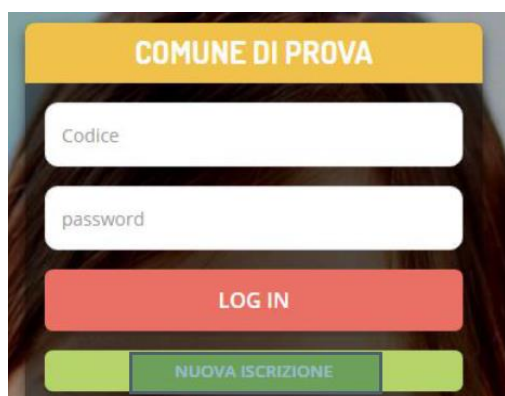 COMUNE DI PROVA
Codice
password
LOG IN
NUOVA ISCRIZIONE